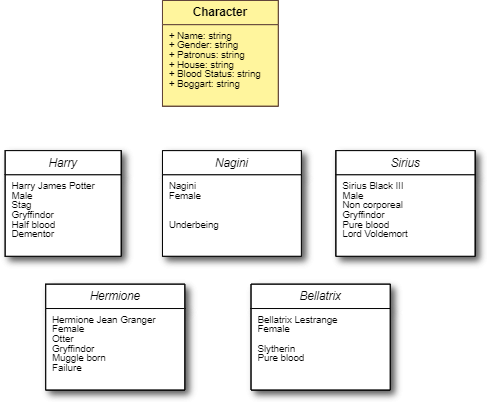 Character
+ Name: string
+ Gender: string
+ Patronus: string
+ House: string
+ Blood Status: string
+ Boggart: string
Harry
Harry James Potter
Male
Stag
Gryffindor
Half blood
Dementor
Nagini
Nagini
Female
Underbeing
Sirius
Sirius Black III
Male
Non corporeal
Gryffindor
Pure blood
Lord Voldemort
Hermione
Hermione Jean Granger
Female
Otter
Gryffindor
Muggle born
Failure
Bellatrix
Bellatrix Lestrange
Female
Slytherin
Pure blood